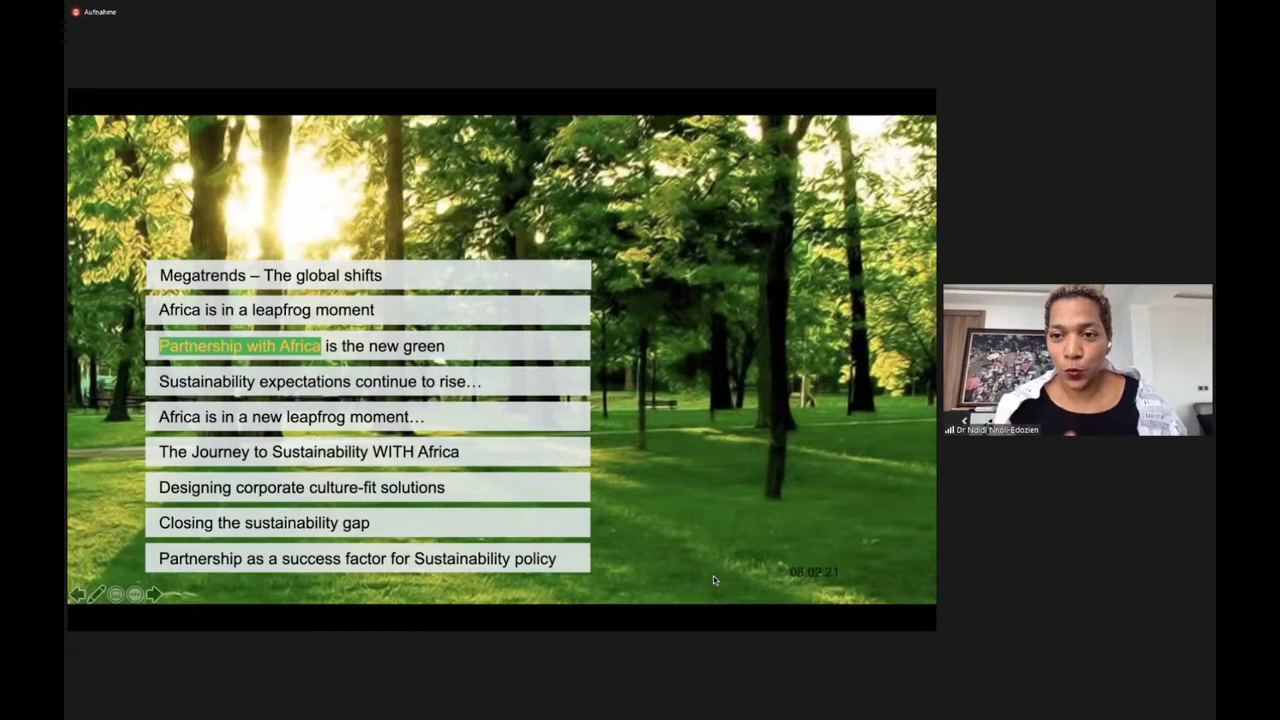 Aufnahme
Megatrends – The global shifts
Africa is in a leapfrog moment
Partnership with Africa is the new green
Sustainability expectations continue to rise…
Africa is in a new leapfrog moment…
The Journey to Sustainability WITH Africa
Designing corporate culture-fit solutions
Closing the sustainability gap
Partnership as a success factor for Sustainability policy
08.02.21
Dr Ndidi Nnoli-Edozien